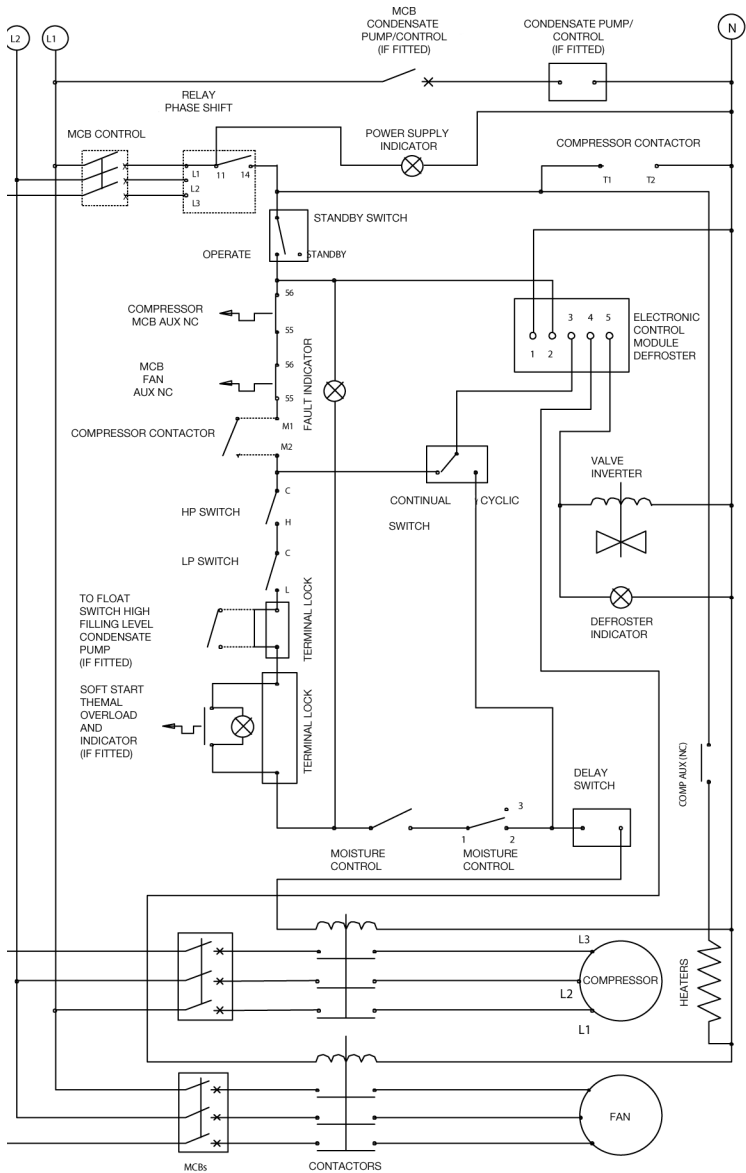 MCB
CONDENSATE
PUMP/CONTROL
(IF FITTED)
CONDENSATE PUMP/
CONTROL
(IF FITTED)
L2
L1
N
RELAY
PHASE SHIFT
MCB CONTROL
POWER SUPPLY
INDICATOR
COMPRESSOR CONTACTOR
L1
11
14
L2
L3
T1
T2
STANDBY SWITCH
OPERATE
STANDBY
56
COMPRESSOR
MCB AUX NC
55
56
MCB
FAN
AUX NC
55
FAULT INDICATOR
3
4
5
1
2
ELECTRONIC
CONTROL
MODULE
DEFROSTER
COMPRESSOR CONTACTOR
M1
M2
VALVE
INVERTER
CONTINUAL
CYCLIC
SWITCH
C
HP SWITCH
H
C
LP SWITCH
L
TO FLOAT
SWITCH HIGH
FILLING LEVEL
CONDENSATE
PUMP
(IF FITTED)
TERMINAL LOCK
DEFROSTER
INDICATOR
SOFT START
THEMAL
OVERLOAD
AND
INDICATOR
(IF FITTED)
TERMINAL LOCK
COMP AUX (NC)
DELAY
SWITCH
3
1
2
MOISTURE
CONTROL
MOISTURE
CONTROL
L3
COMPRESSOR
L2
L1
HEATERS
FAN
MCBs
CONTACTORS